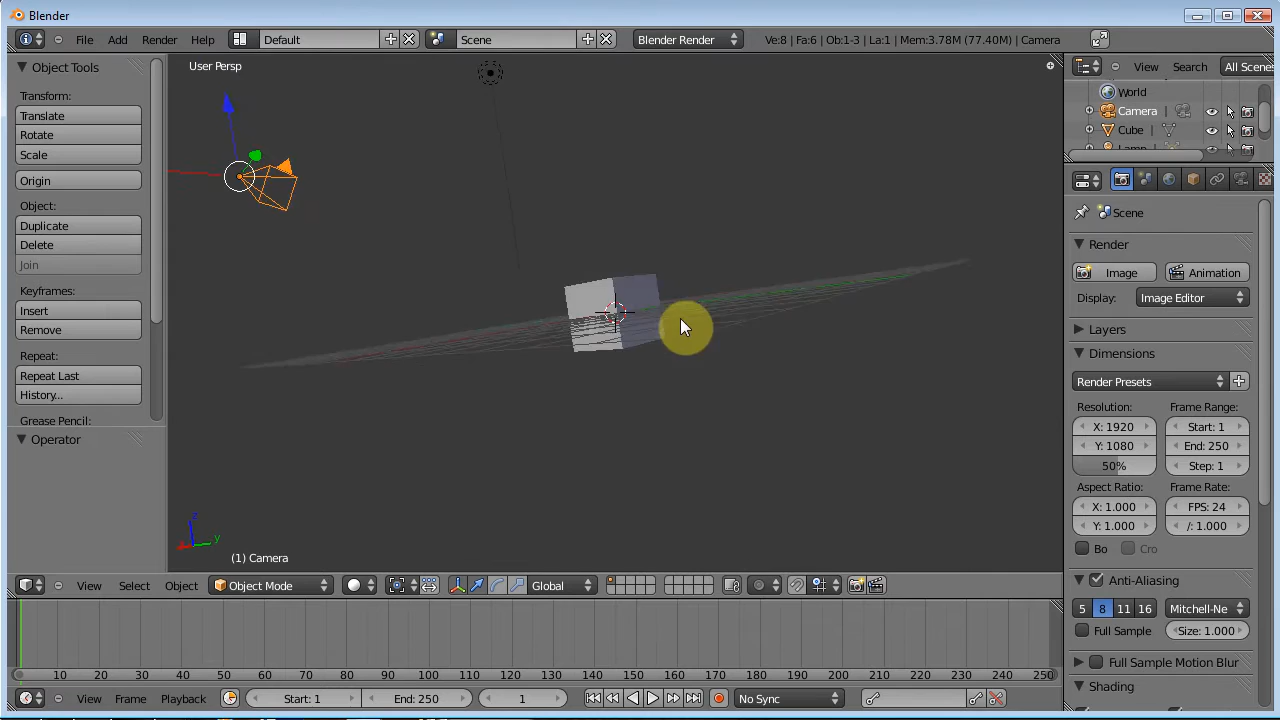 Blender
File Add Render Help Default Scene Blender Render Ve:8 | Fa:6 | Ob:1-3 | La:1 | Mem:3.78M (77.40M) | Camera
Object Tools
Transform:
Translate
Rotate
Scale
Origin
Object:
Duplicate
Delete
Join
Keyframes:
Insert
Remove
Repeat:
Repeat Last
History...
Grease Pencil:
Operator
User Persp
z
y
(1) Camera
View Select Object Object Mode Global
10 20 30 40 50 60 70 80 90 100 110 120 130 140 150 160 170 180 190 200 210 220 230 240 250
View Frame Playback Start: 1 End: 250 1 No Sync
View Search All Scenes
World
Camera
Cube
Lamp
Scene
Render
Image Animation
Display: Image Editor
Layers
Dimensions
Render Presets
Resolution: Frame Range:
X: 1920 Start: 1
Y: 1080 End: 250
50% Step: 1
Aspect Ratio: Frame Rate:
X: 1.000 FPS: 24
Y: 1.000 /: 1.000
Bo Cro
Anti-Aliasing
5 8 11 16 Mitchell-Ne
Full Sample Size: 1.000
Full Sample Motion Blur
Shading